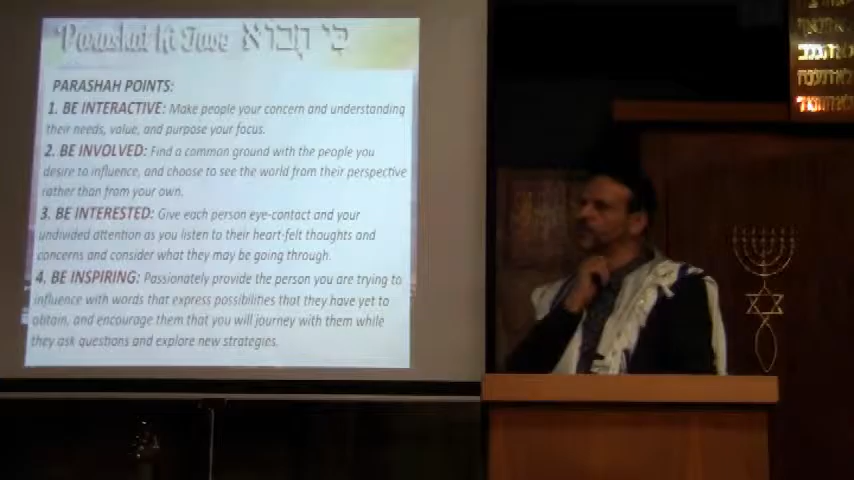 Parashat Ki Tavo כי תבוא
PARASHAH POINTS:
1. BE INTERACTIVE: Make people your concern and understanding
their needs, value, and purpose your focus.
2. BE INVOLVED: Find a common ground with the people you
desire to influence, and choose to see the world from their perspective
rather than from your own.
3. BE INTERESTED: Give each person eye-contact and your
undivided attention as you listen to their heart-felt thoughts and
concerns and consider what they may be going through.
4. BE INSPIRING: Passionately provide the person you are trying to
influence with words that express possibilities that they have yet to
obtain, and encourage them that you will journey with them while
they ask questions and explore new strategies.